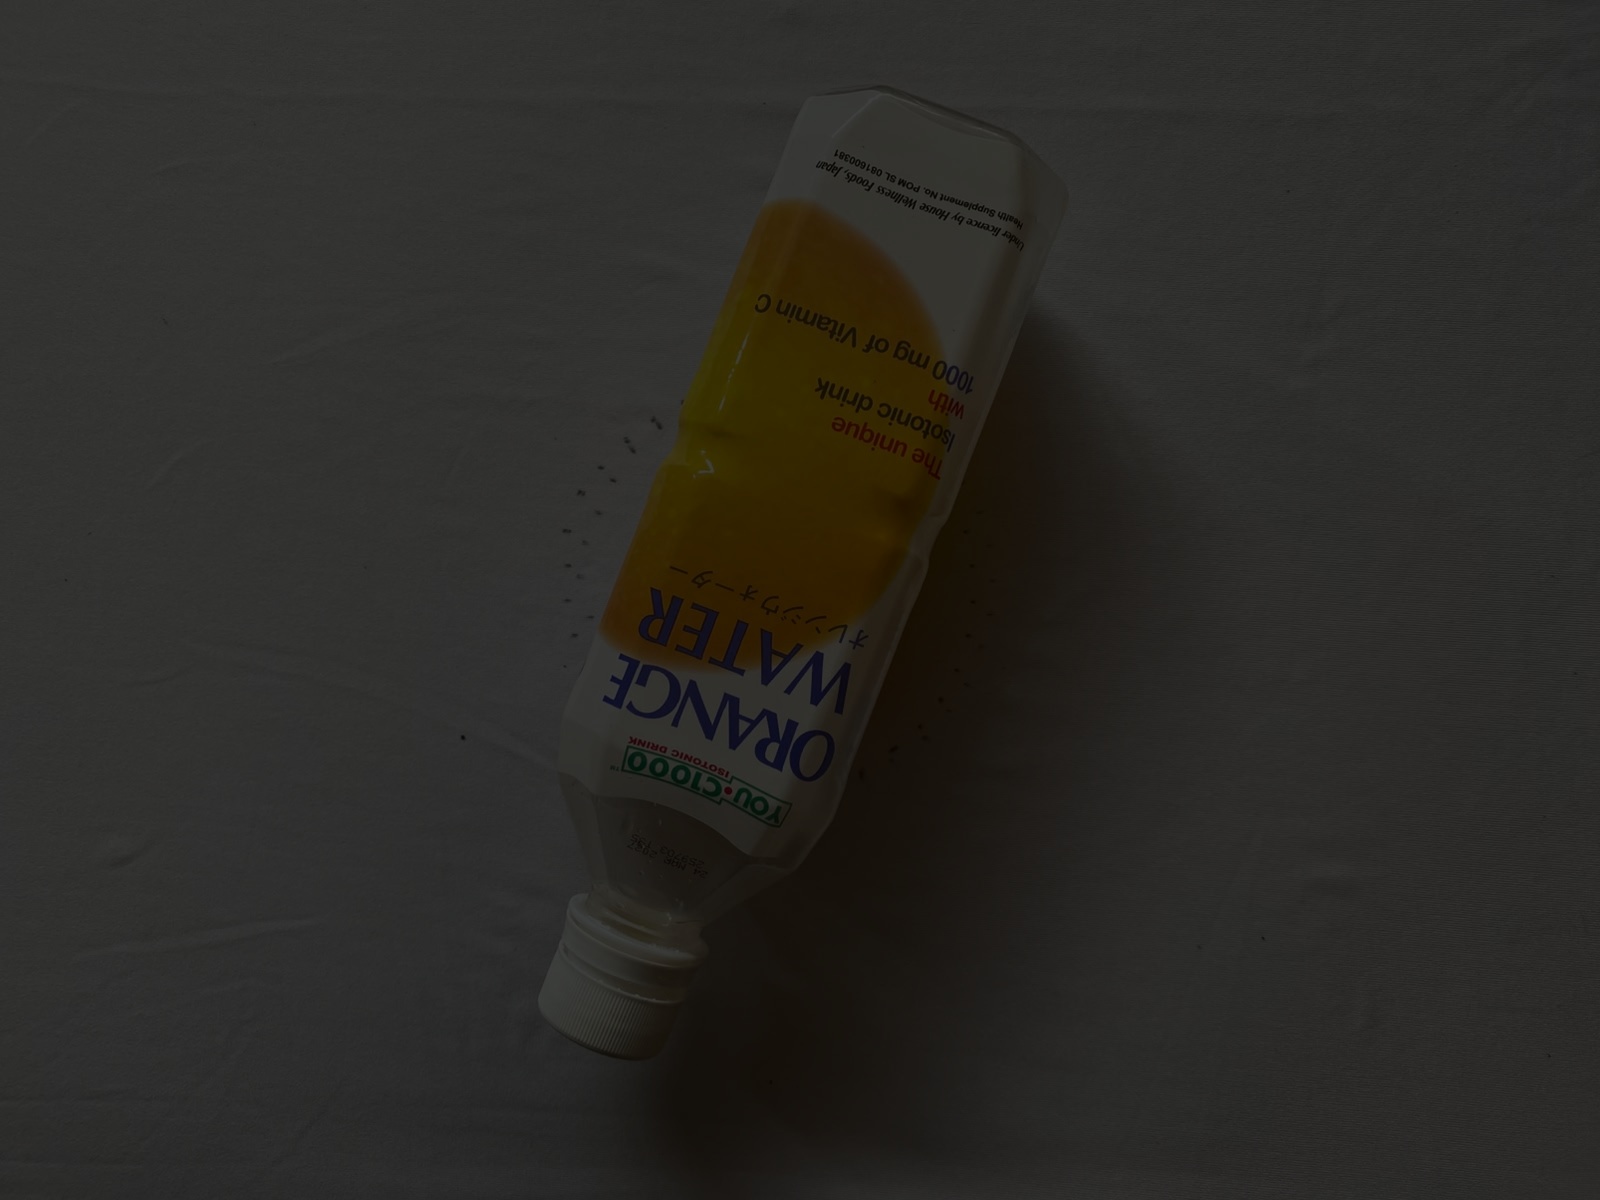 YOU•C1000™
ISOTONIC DRINK
ORANGE
WATER
オレンジウォーター
The unique
Isotonic drink
with
1000 mg of Vitamin C
Under licence by House Wellness Foods, Japan
Health Supplement No. POM SL 081600381